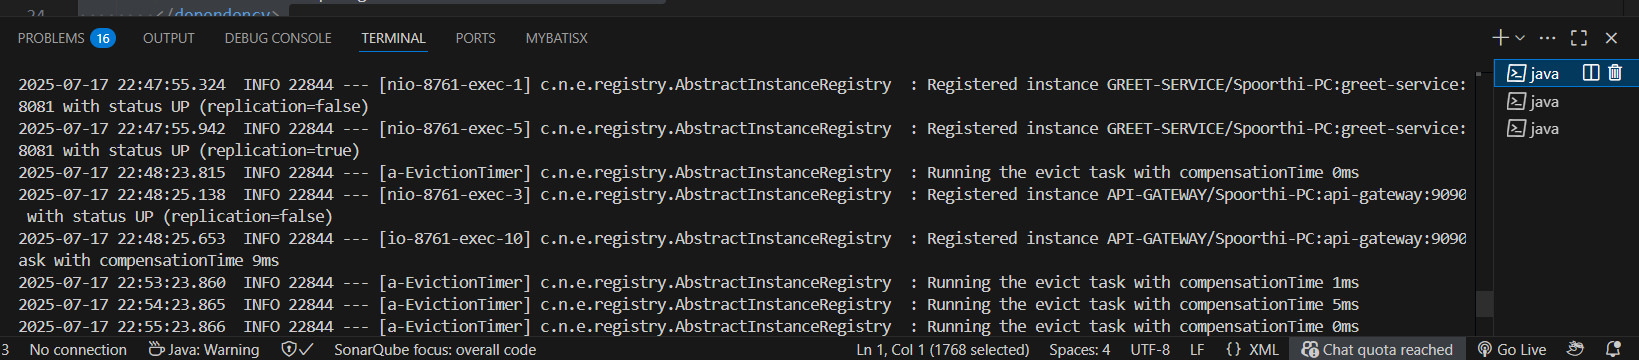 24 </dependency>
PROBLEMS 16 OUTPUT DEBUG CONSOLE TERMINAL PORTS MYBATISX
2025-07-17 22:47:55.324  INFO 22844 --- [nio-8761-exec-1] c.n.e.registry.AbstractInstanceRegistry  : Registered instance GREET-SERVICE/Spoorthi-PC:greet-service:
8081 with status UP (replication=false)
2025-07-17 22:47:55.942  INFO 22844 --- [nio-8761-exec-5] c.n.e.registry.AbstractInstanceRegistry  : Registered instance GREET-SERVICE/Spoorthi-PC:greet-service:
8081 with status UP (replication=true)
2025-07-17 22:48:23.815  INFO 22844 --- [a-EvictionTimer] c.n.e.registry.AbstractInstanceRegistry  : Running the evict task with compensationTime 0ms
2025-07-17 22:48:25.138  INFO 22844 --- [nio-8761-exec-3] c.n.e.registry.AbstractInstanceRegistry  : Registered instance API-GATEWAY/Spoorthi-PC:api-gateway:9090
 with status UP (replication=false)
2025-07-17 22:48:25.653  INFO 22844 --- [io-8761-exec-10] c.n.e.registry.AbstractInstanceRegistry  : Registered instance API-GATEWAY/Spoorthi-PC:api-gateway:9090
ask with compensationTime 9ms
2025-07-17 22:53:23.860  INFO 22844 --- [a-EvictionTimer] c.n.e.registry.AbstractInstanceRegistry  : Running the evict task with compensationTime 1ms
2025-07-17 22:54:23.865  INFO 22844 --- [a-EvictionTimer] c.n.e.registry.AbstractInstanceRegistry  : Running the evict task with compensationTime 5ms
2025-07-17 22:55:23.866  INFO 22844 --- [a-EvictionTimer] c.n.e.registry.AbstractInstanceRegistry  : Running the evict task with compensationTime 0ms
java
java
java
3 No connection Java: Warning SonarQube focus: overall code Ln 1, Col 1 (1768 selected) Spaces: 4 UTF-8 LF {} XML Chat quota reached Go Live